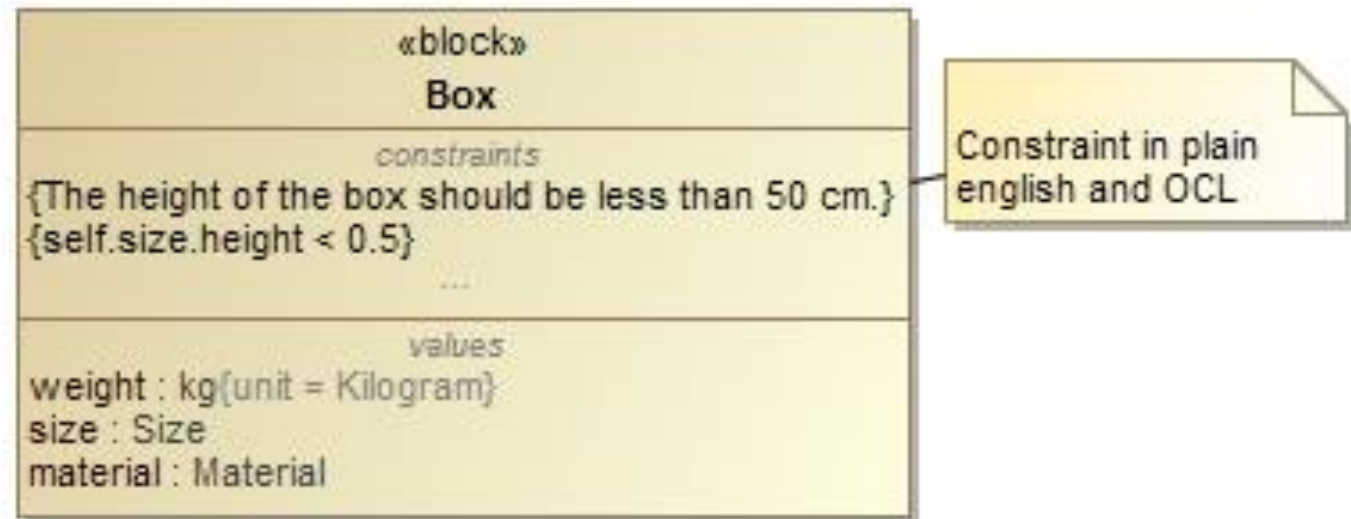 «block»
Box
constraints
{The height of the box should be less than 50 cm.}
{self.size.height < 0.5}
...
values
weight : kg{unit = Kilogram}
size : Size
material : Material
Constraint in plain
english and OCL